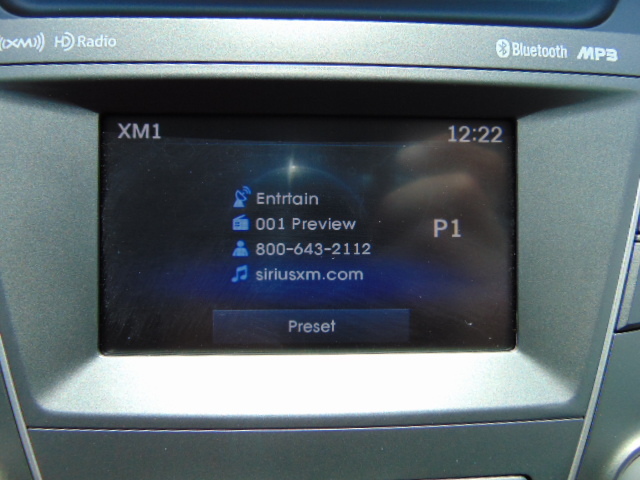 ((XM)) HD Radio Bluetooth MP3
XM1 12:22
Entrtain
001 Preview
P1
800-643-2112
siriusxm.com
Preset